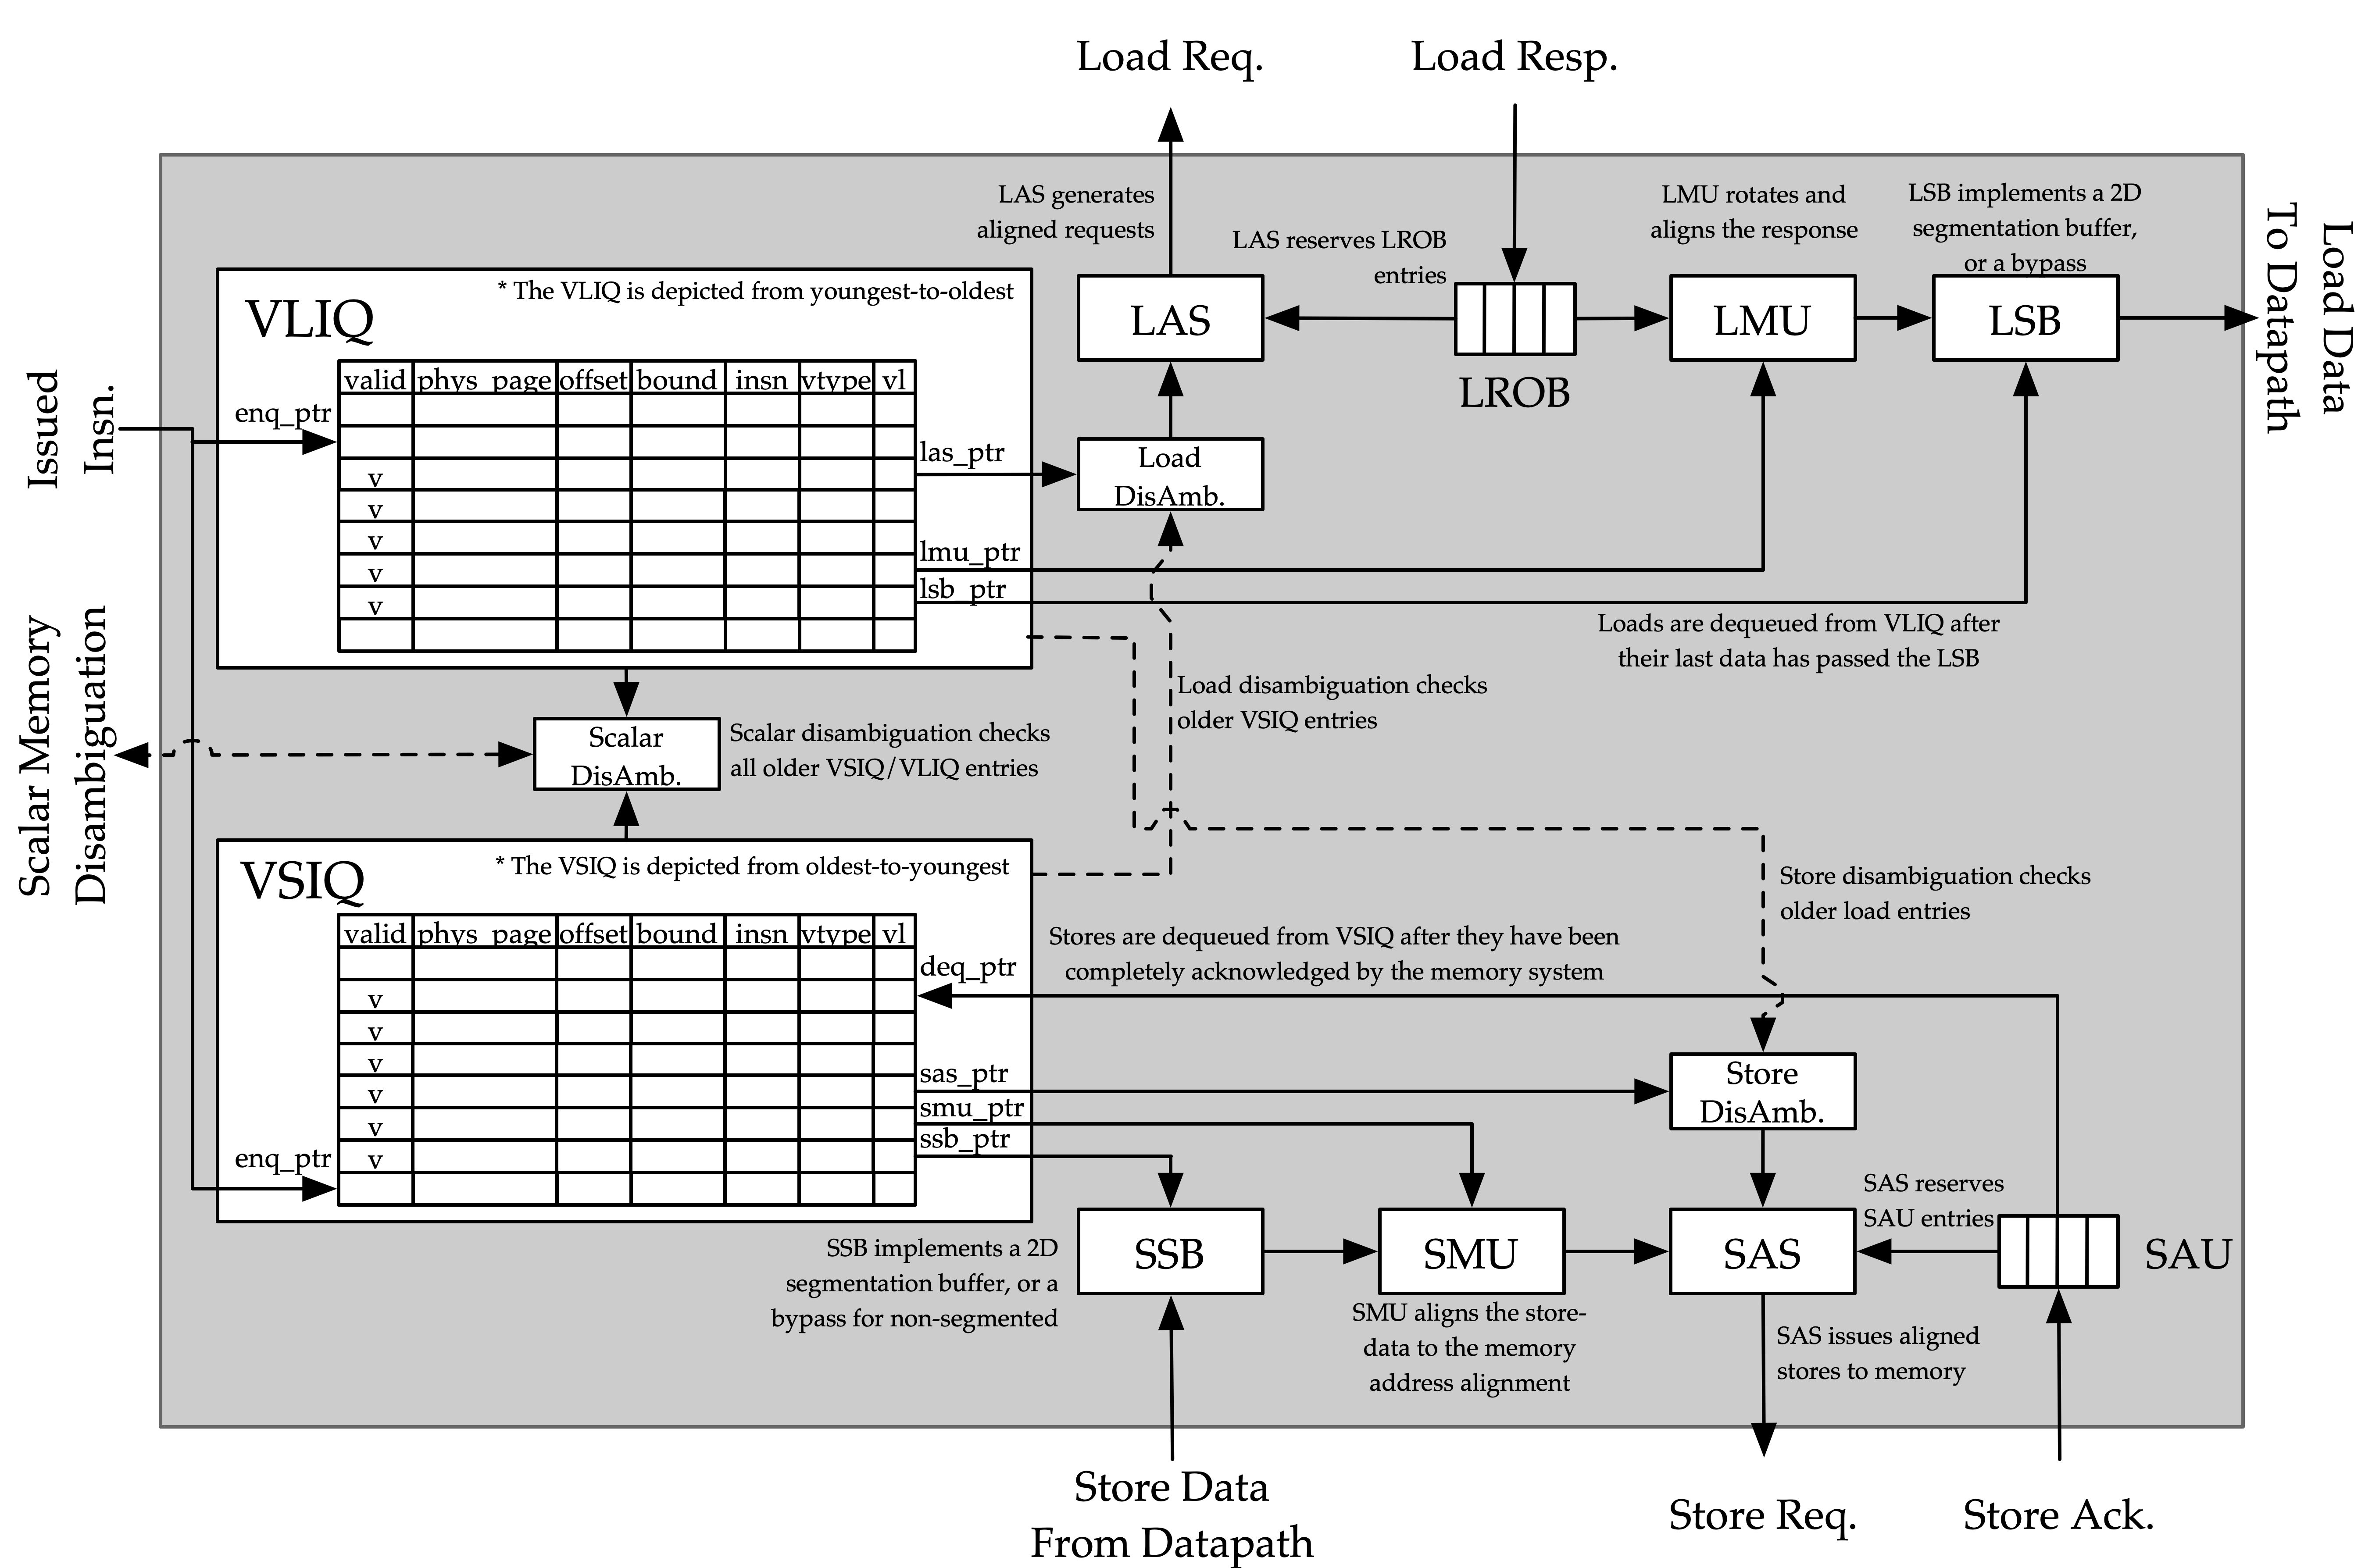 Load Req.
Load Resp.
LAS generates
aligned requests
LAS reserves LROB
entries
LMU rotates and
aligns the response
LSB implements a 2D
segmentation buffer,
or a bypass
Load Data
To Datapath
VLIQ
* The VLIQ is depicted from youngest-to-oldest
LAS
LROB
LMU
LSB
valid phys_page offset bound insn vtype vl
Issued
Insn.
enq_ptr
las_ptr
Load
DisAmb.
v
v
v
v
v
lmu_ptr
lsb_ptr
Loads are dequeued from VLIQ after
their last data has passed the LSB
Load disambiguation checks
older VSIQ entries
Scalar Memory
Disambiguation
Scalar
DisAmb.
Scalar disambiguation checks
all older VSIQ/VLIQ entries
VSIQ
* The VSIQ is depicted from oldest-to-youngest
Store disambiguation checks
older load entries
valid phys_page offset bound insn vtype vl
Stores are dequeued from VSIQ after they have been
completely acknowledged by the memory system
deq_ptr
v
v
v
v
v
v
sas_ptr
smu_ptr
ssb_ptr
enq_ptr
Store
DisAmb.
SAS reserves
SAU entries
SSB
SMU
SAS
SAU
SSB implements a 2D
segmentation buffer, or a
bypass for non-segmented
SMU aligns the store-
data to the memory
address alignment
SAS issues aligned
stores to memory
Store Data
From Datapath
Store Req.
Store Ack.